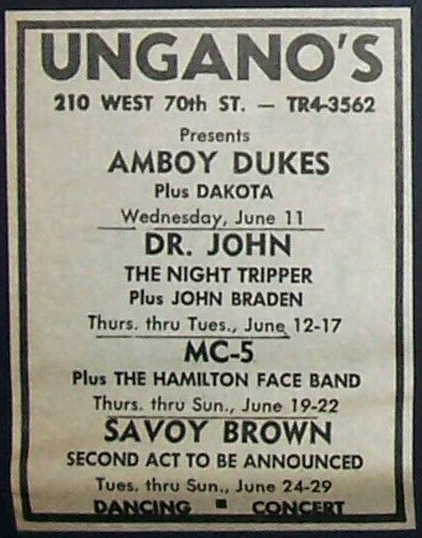 UNGANO'S
210 WEST 70th ST. — TR4-3562
Presents
AMBOY DUKES
Plus DAKOTA
Wednesday, June 11
DR. JOHN
THE NIGHT TRIPPER
Plus JOHN BRADEN
Thurs. thru Tues., June 12-17
MC-5
Plus THE HAMILTON FACE BAND
Thurs. thru Sun., June 19-22
SAVOY BROWN
SECOND ACT TO BE ANNOUNCED
Tues. thru Sun., June 24-29
DANCING ■ CONCERT